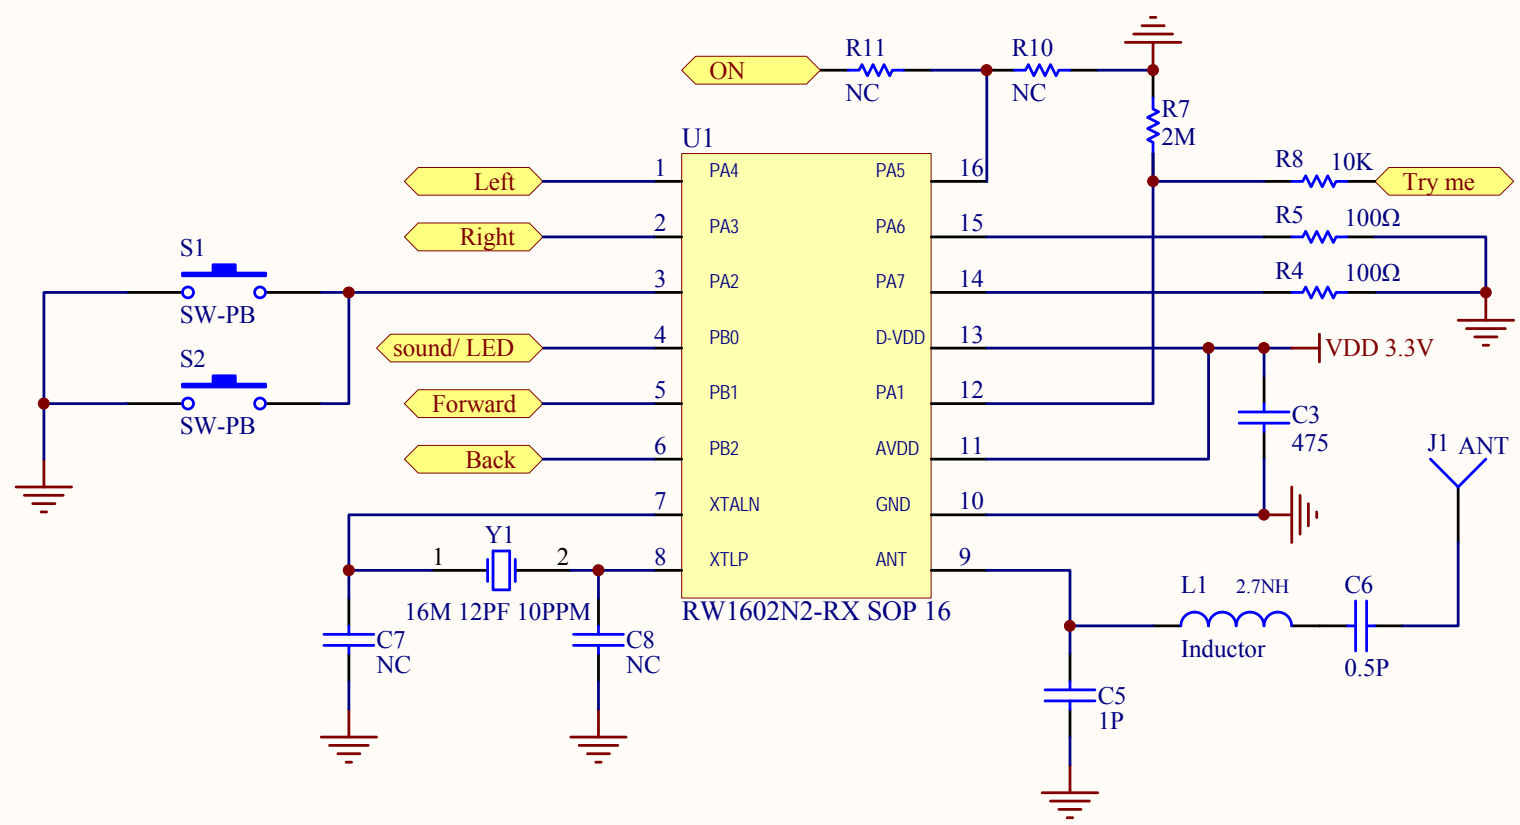 ON
R11
NC
R10
NC
R7
2M
U1
Left
1
PA4
PA5
16
R8
10K
Try me
Right
2
PA3
PA6
15
R5
100Ω
S1
SW-PB
3
PA2
PA7
14
R4
100Ω
sound/ LED
4
PB0
D-VDD
13
VDD 3.3V
S2
SW-PB
Forward
5
PB1
PA1
12
C3
475
Back
6
PB2
AVDD
11
J1 ANT
7
XTALN
GND
10
1
Y1
2
8
XTLP
ANT
9
16M 12PF 10PPM
RW1602N2-RX SOP 16
C7
NC
C8
NC
L1
2.7NH
Inductor
C6
0.5P
C5
1P